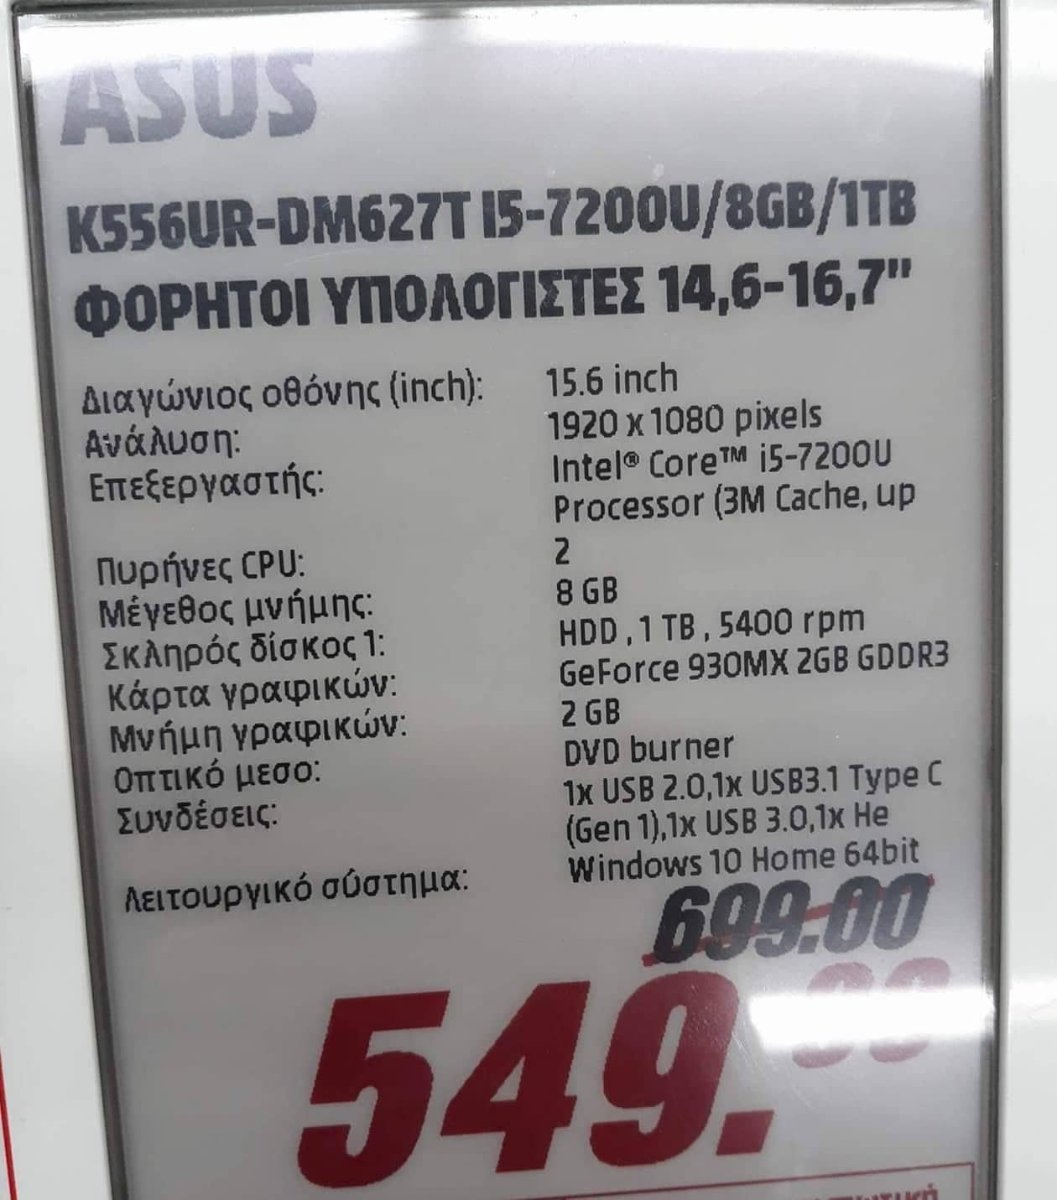 ASUS
K556UR-DM627T I5-7200U/8GB/1TB
ΦΟΡΗΤΟΙ ΥΠΟΛΟΓΙΣΤΕΣ 14,6-16,7"
Διαγώνιος οθόνης (inch): 15.6 inch
Ανάλυση: 1920 x 1080 pixels
Επεξεργαστής: Intel® Core™ i5-7200U
Processor (3M Cache, up
Πυρήνες CPU: 2
Μέγεθος μνήμης: 8 GB
Σκληρός δίσκος 1: HDD , 1 TB , 5400 rpm
Κάρτα γραφικών: GeForce 930MX 2GB GDDR3
Μνήμη γραφικών: 2 GB
Οπτικό μεσο: DVD burner
Συνδέσεις: 1x USB 2.0,1x USB3.1 Type C
(Gen 1),1x USB 3.0,1x He
Λειτουργικό σύστημα: Windows 10 Home 64bit
699.00
549.